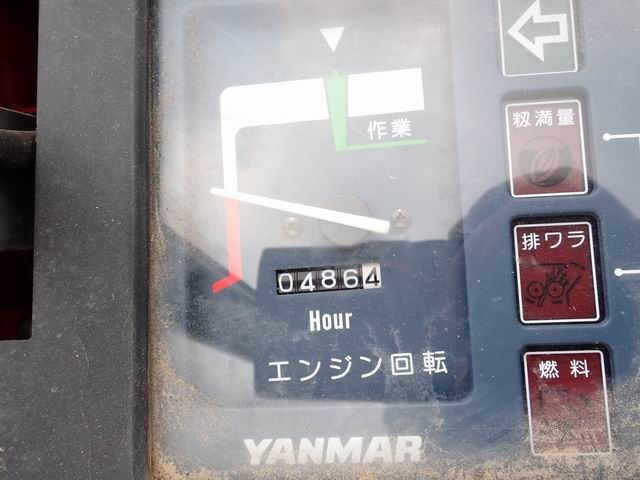 籾満量
作業
排ワラ
04864
Hour
エンジン回転
燃料
YANMAR